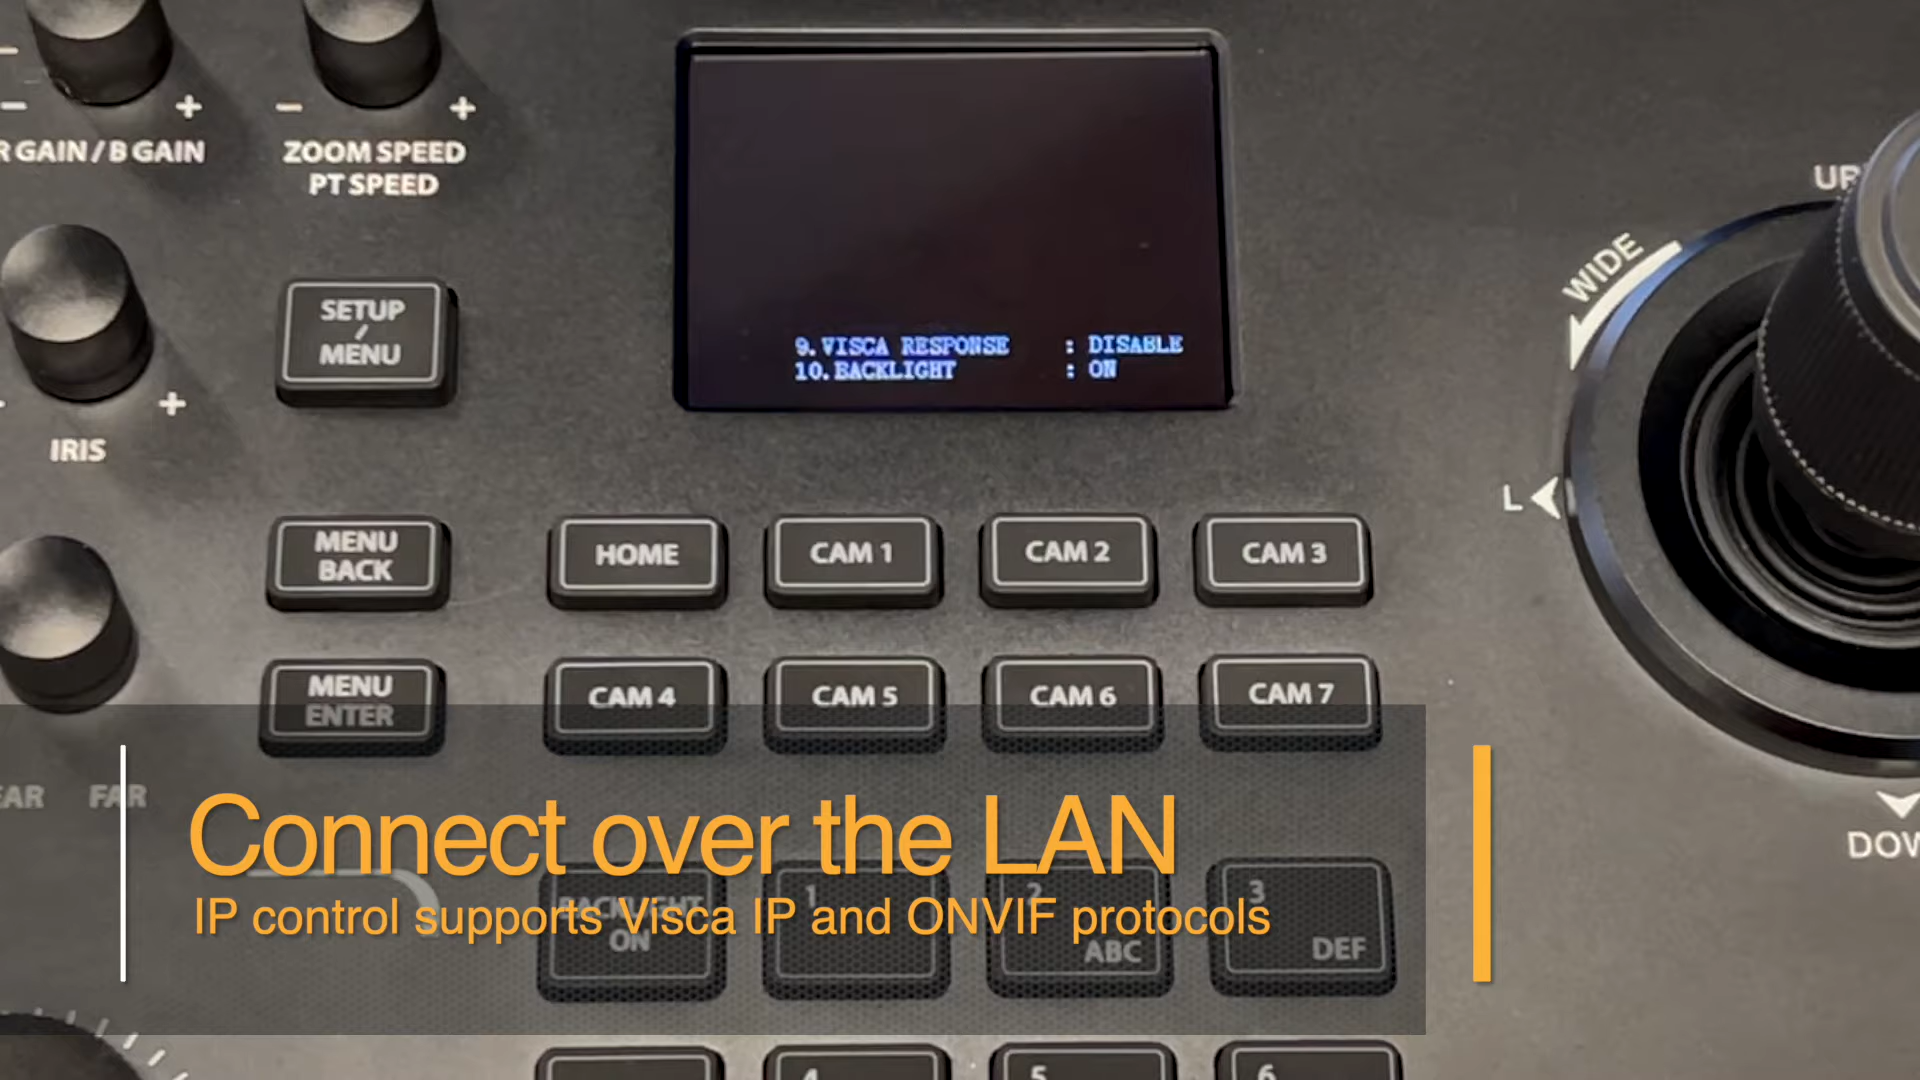 R GAIN / B GAIN
ZOOM SPEED
PT SPEED
SETUP
/
MENU
9.VISCA RESPONSE : DISABLE
10.BACKLIGHT : ON
WIDE
IRIS
L
MENU
BACK
HOME
CAM 1
CAM 2
CAM 3
MENU
ENTER
CAM 4
CAM 5
CAM 6
CAM 7
FAR
Connect over the LAN
IP control supports Visca IP and ONVIF protocols
BACKLIGHT
ON
1
2
ABC
3
DEF
4
5
6